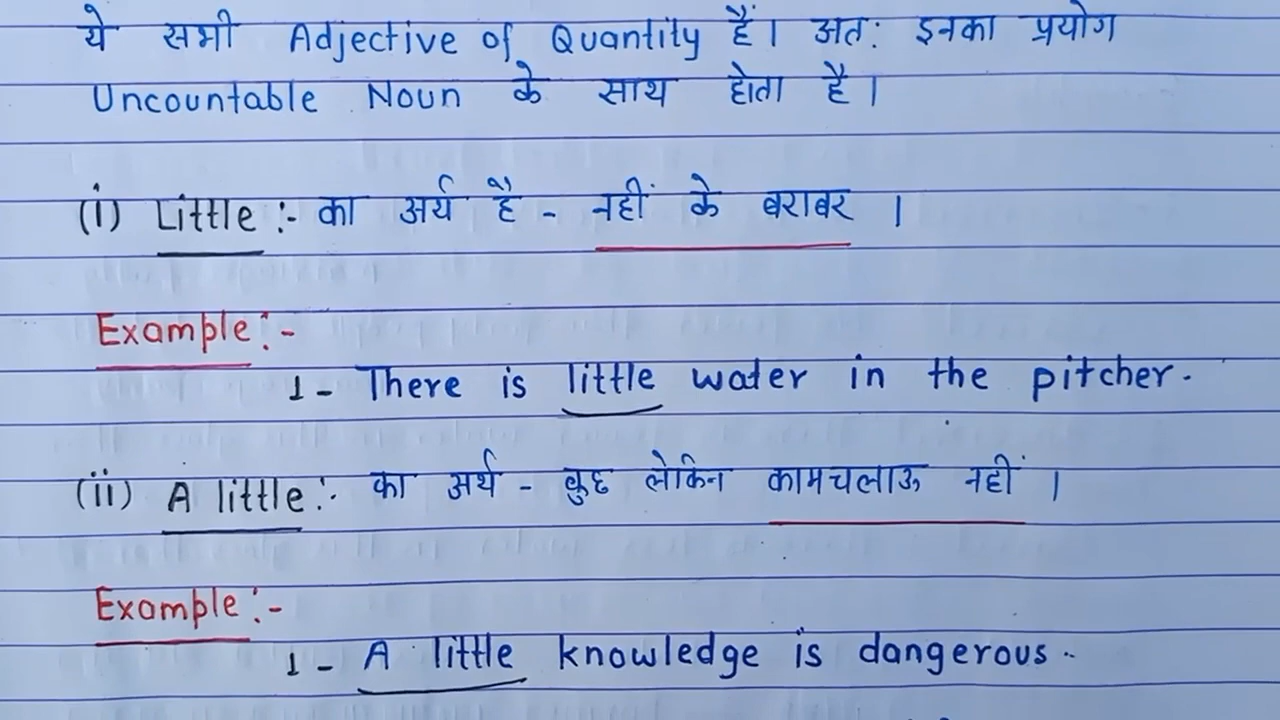 ये सभी Adjective of Quantity हैं। अत: इनका प्रयोग
Uncountable Noun के साथ होता है।
(i) Little :- का अर्थ है - नहीं के बराबर ।
Example :-
1- There is little water in the pitcher.
(ii) A little :- का अर्थ - कुछ लेकिन कामचलाऊ नहीं ।
Example :-
1- A little knowledge is dangerous.